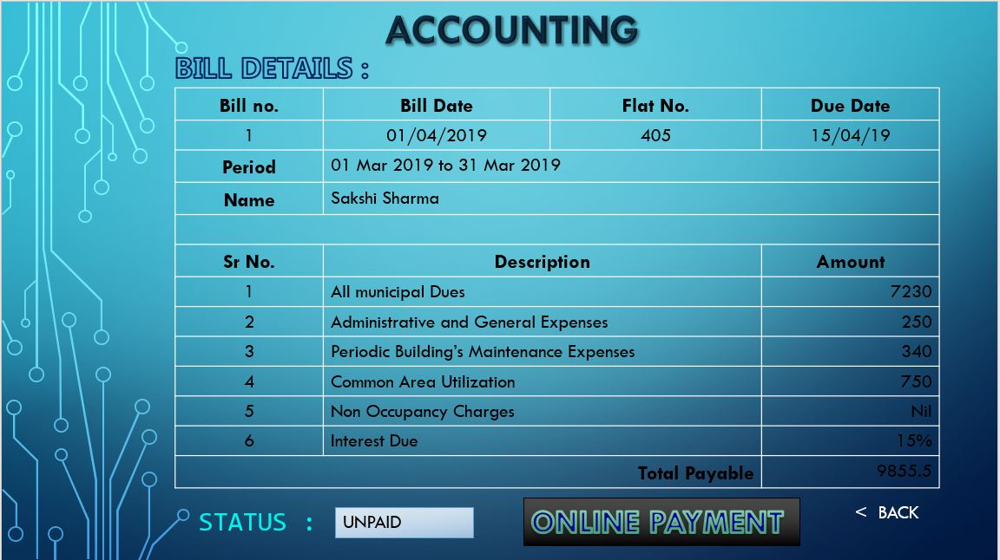 ACCOUNTING
BILL DETAILS :
Bill no. Bill Date Flat No. Due Date
1 01/04/2019 405 15/04/19
Period 01 Mar 2019 to 31 Mar 2019
Name Sakshi Sharma
Sr No. Description Amount
1 All municipal Dues 7230
2 Administrative and General Expenses 250
3 Periodic Building’s Maintenance Expenses 340
4 Common Area Utilization 750
5 Non Occupancy Charges Nil
6 Interest Due 15%
Total Payable 9855.5
STATUS : UNPAID ONLINE PAYMENT < BACK